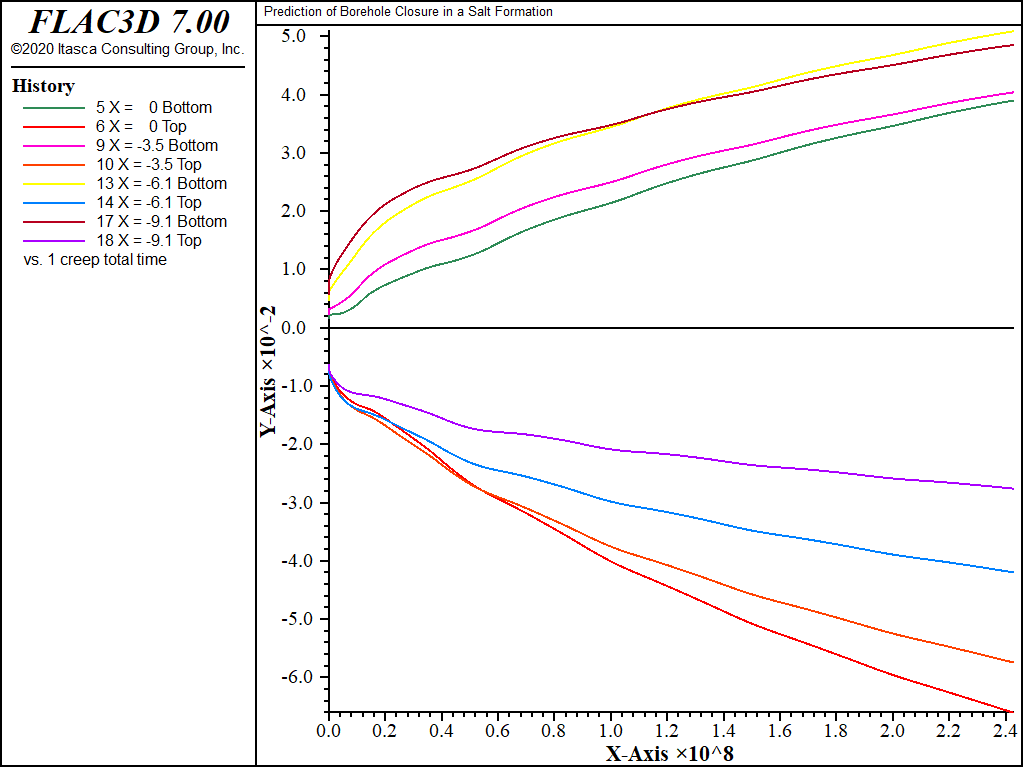 FLAC3D 7.00
©2020 Itasca Consulting Group, Inc.
Prediction of Borehole Closure in a Salt Formation
History
5 X = 0 Bottom
6 X = 0 Top
9 X = -3.5 Bottom
10 X = -3.5 Top
13 X = -6.1 Bottom
14 X = -6.1 Top
17 X = -9.1 Bottom
18 X = -9.1 Top
vs. 1 creep total time
Y-Axis ×10^-2
5.0
4.0
3.0
2.0
1.0
0.0
-1.0
-2.0
-3.0
-4.0
-5.0
-6.0
0.0 0.2 0.4 0.6 0.8 1.0 1.2 1.4 1.6 1.8 2.0 2.2 2.4
X-Axis ×10^8